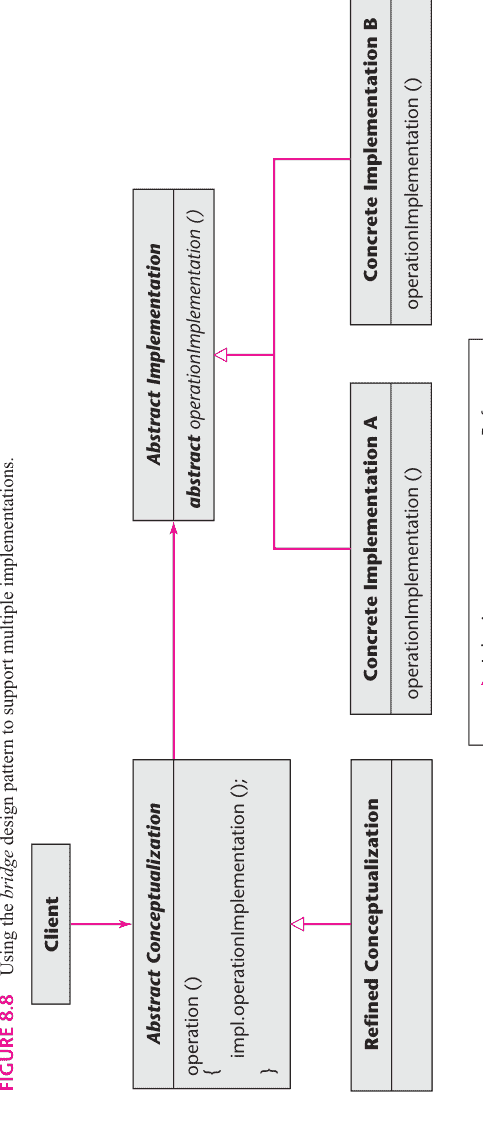 FIGURE 8.8 Using the bridge design pattern to support multiple implementations.
Client
Abstract Conceptualization
operation ()
{
impl.operationImplementation ();
}
Refined Conceptualization
Abstract Implementation
abstract operationImplementation ()
Concrete Implementation A
operationImplementation ()
Concrete Implementation B
operationImplementation ()